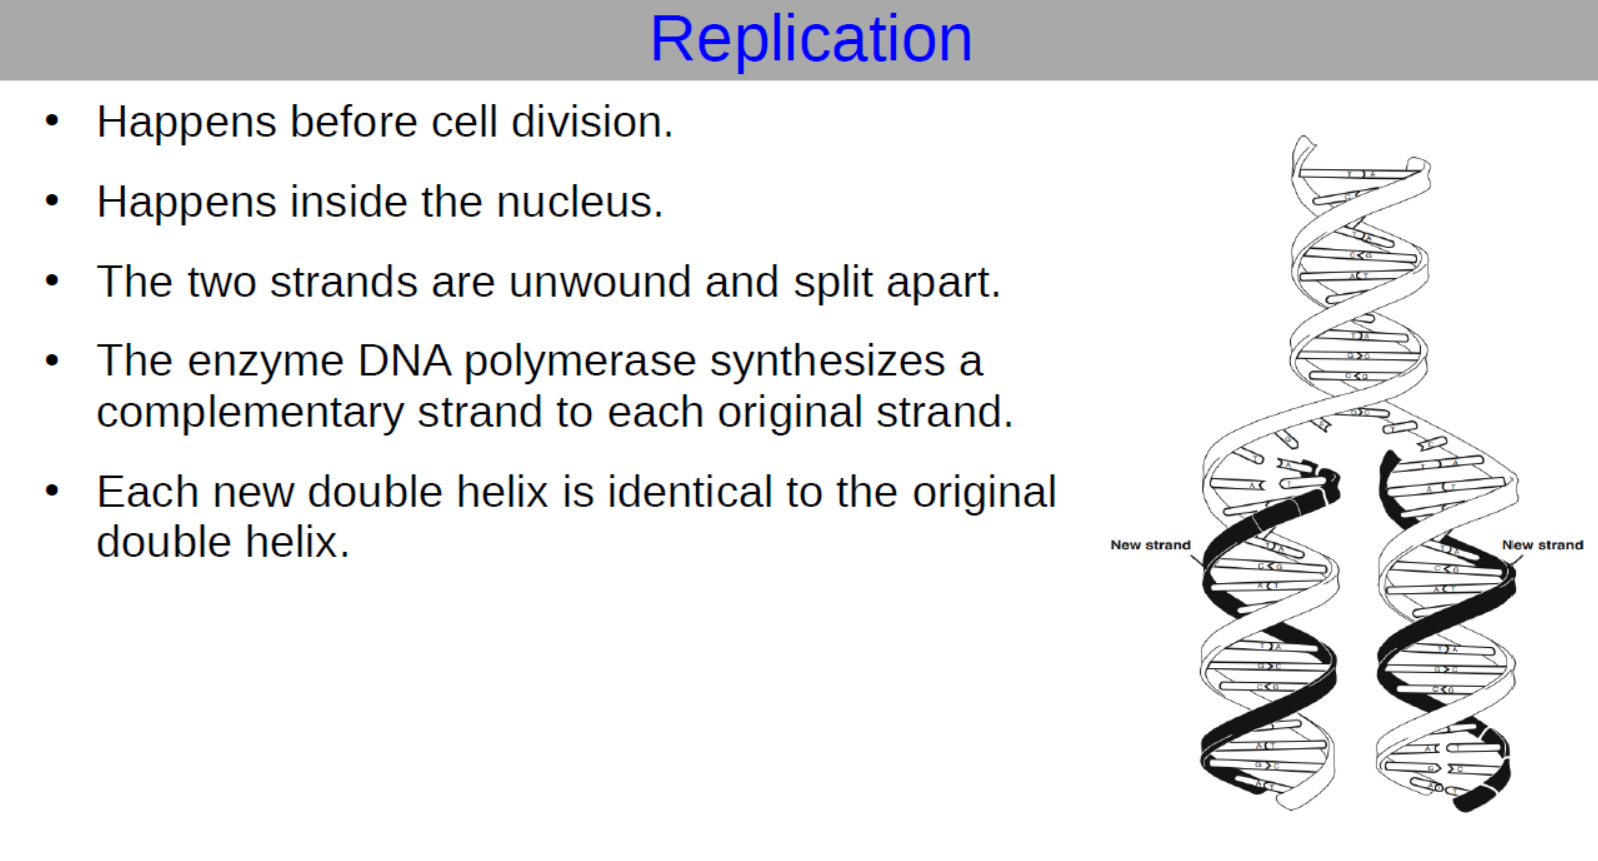 Replication
• Happens before cell division.
• Happens inside the nucleus.
• The two strands are unwound and split apart.
• The enzyme DNA polymerase synthesizes a
complementary strand to each original strand.
• Each new double helix is identical to the original
double helix.
New strand
New strand